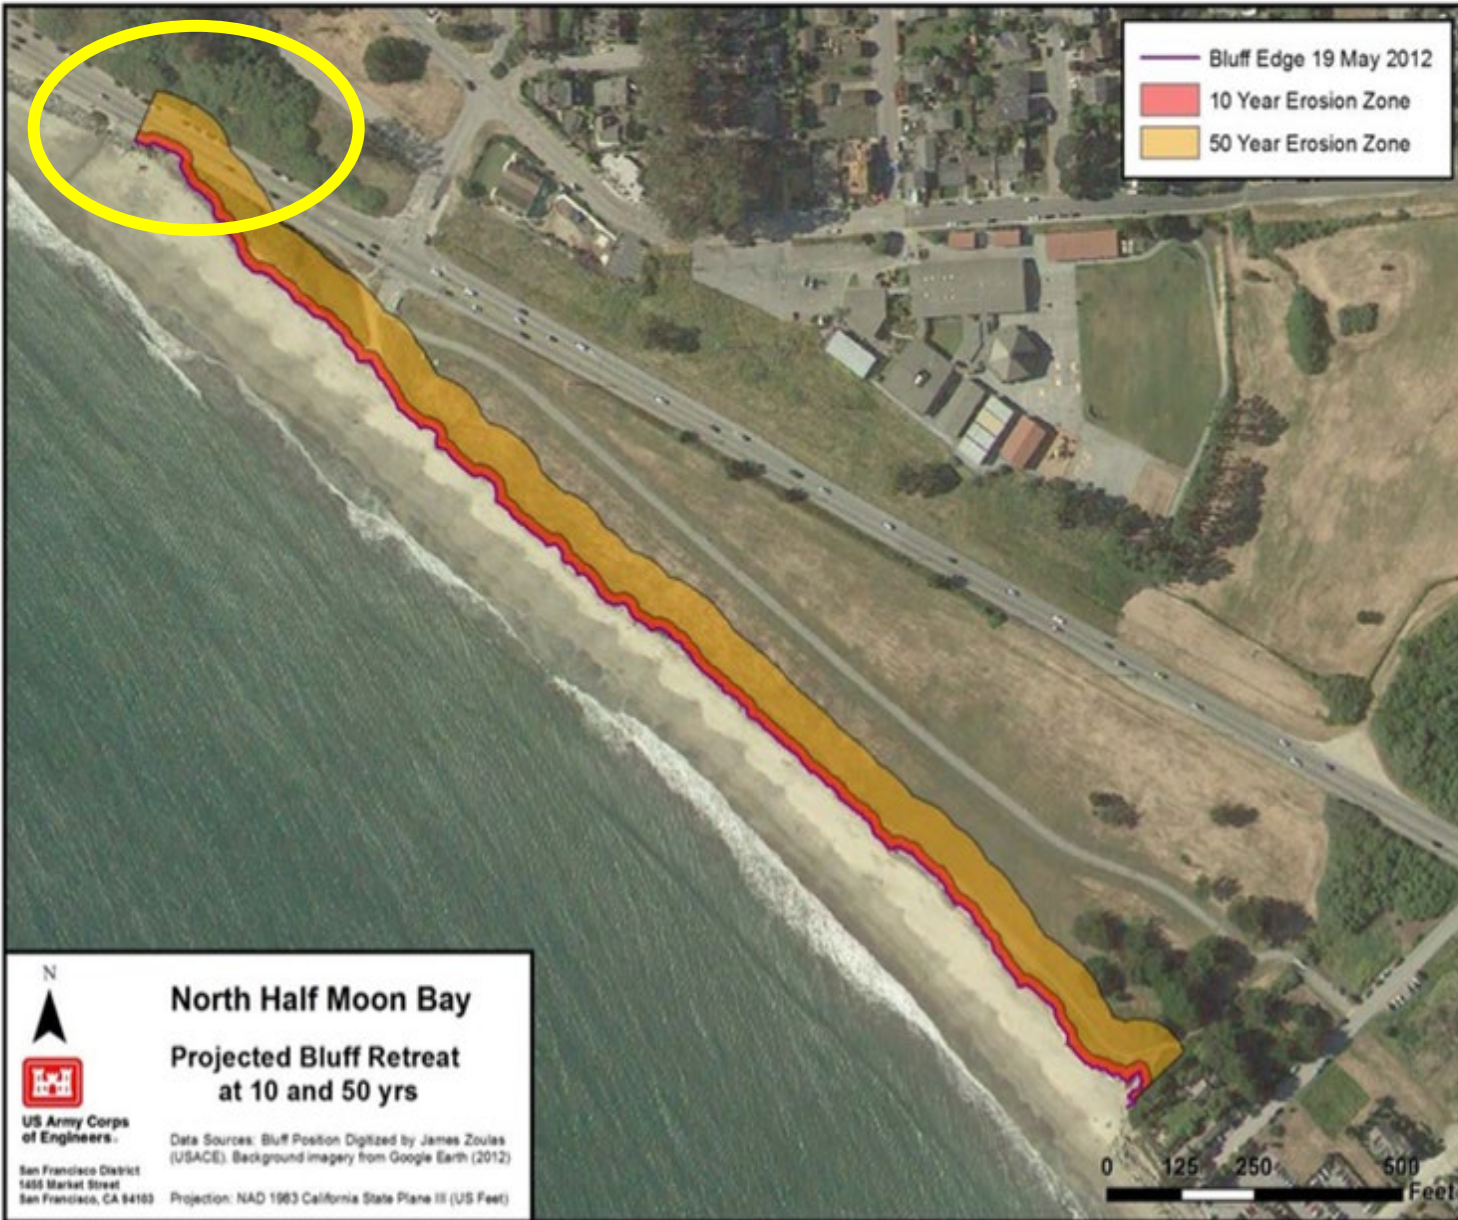 Bluff Edge 19 May 2012
10 Year Erosion Zone
50 Year Erosion Zone
N
North Half Moon Bay
Projected Bluff Retreat
at 10 and 50 yrs
US Army Corps
of Engineers.
San Francisco District
1455 Market Street
San Francisco, CA 94103
Data Sources: Bluff Position Digitized by James Zoulas
(USACE). Background imagery from Google Earth (2012)
Projection: NAD 1983 California State Plane III (US Feet)
0 125 250 500
Feet